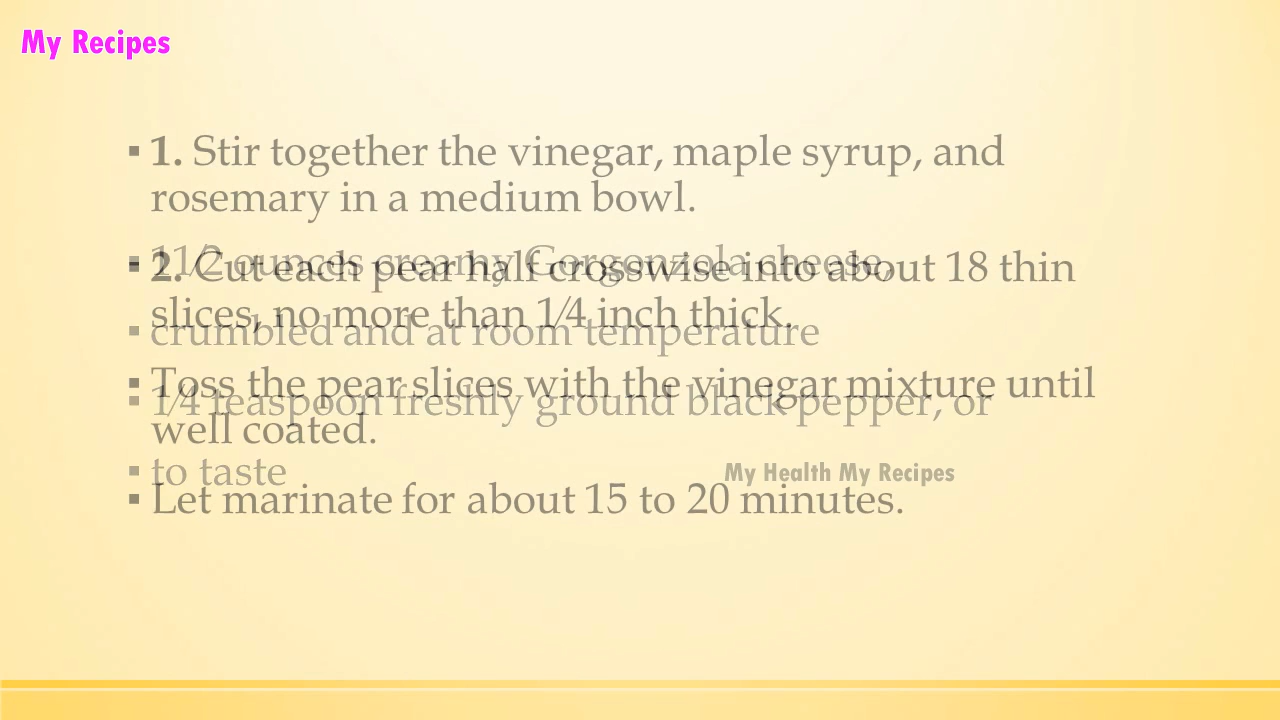 My Recipes
▪ 1. Stir together the vinegar, maple syrup, and
rosemary in a medium bowl.
▪ 11⁄2 ounces creamy Gorgonzola cheese,
▪ 2. Cut each pear half crosswise into about 18 thin
slices, no more than 1⁄4 inch thick.
▪ crumbled and at room temperature
▪ Toss the pear slices with the vinegar mixture until
▪ 1⁄4 teaspoon freshly ground black pepper, or
well coated.
▪ to taste
My Health My Recipes
▪ Let marinate for about 15 to 20 minutes.